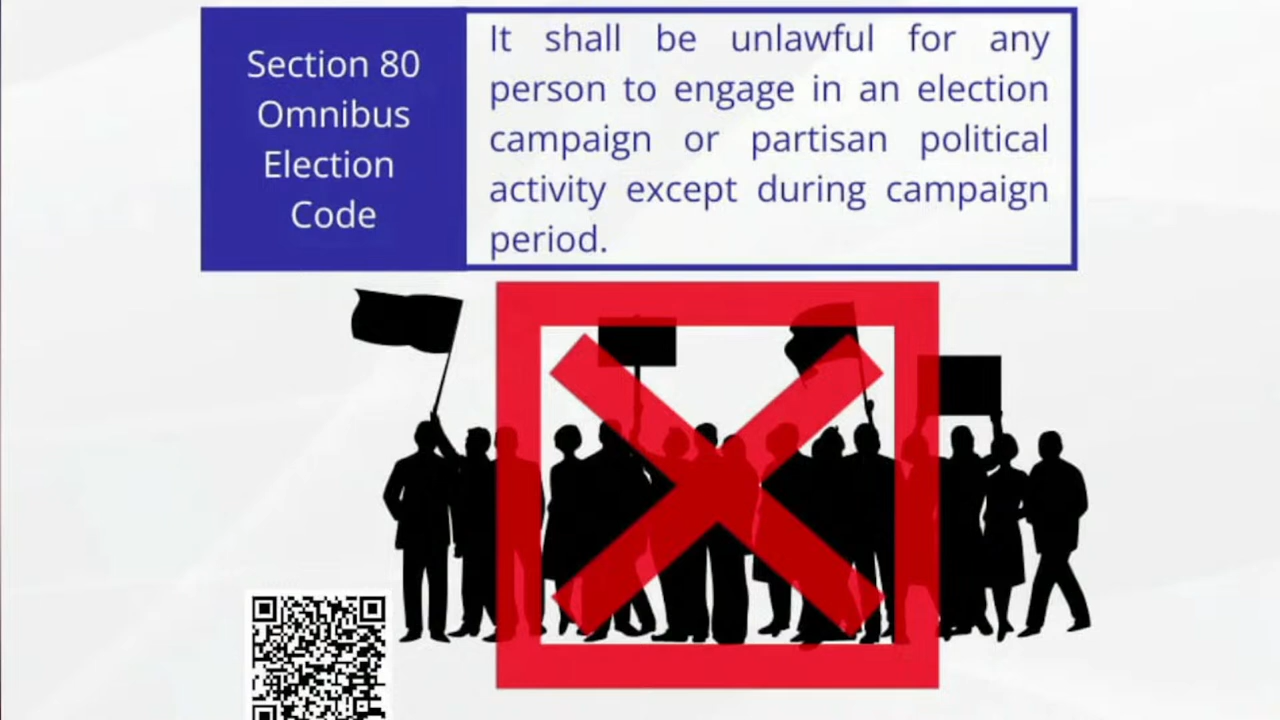 Section 80
Omnibus
Election
Code
It shall be unlawful for any
person to engage in an election
campaign or partisan political
activity except during campaign
period.